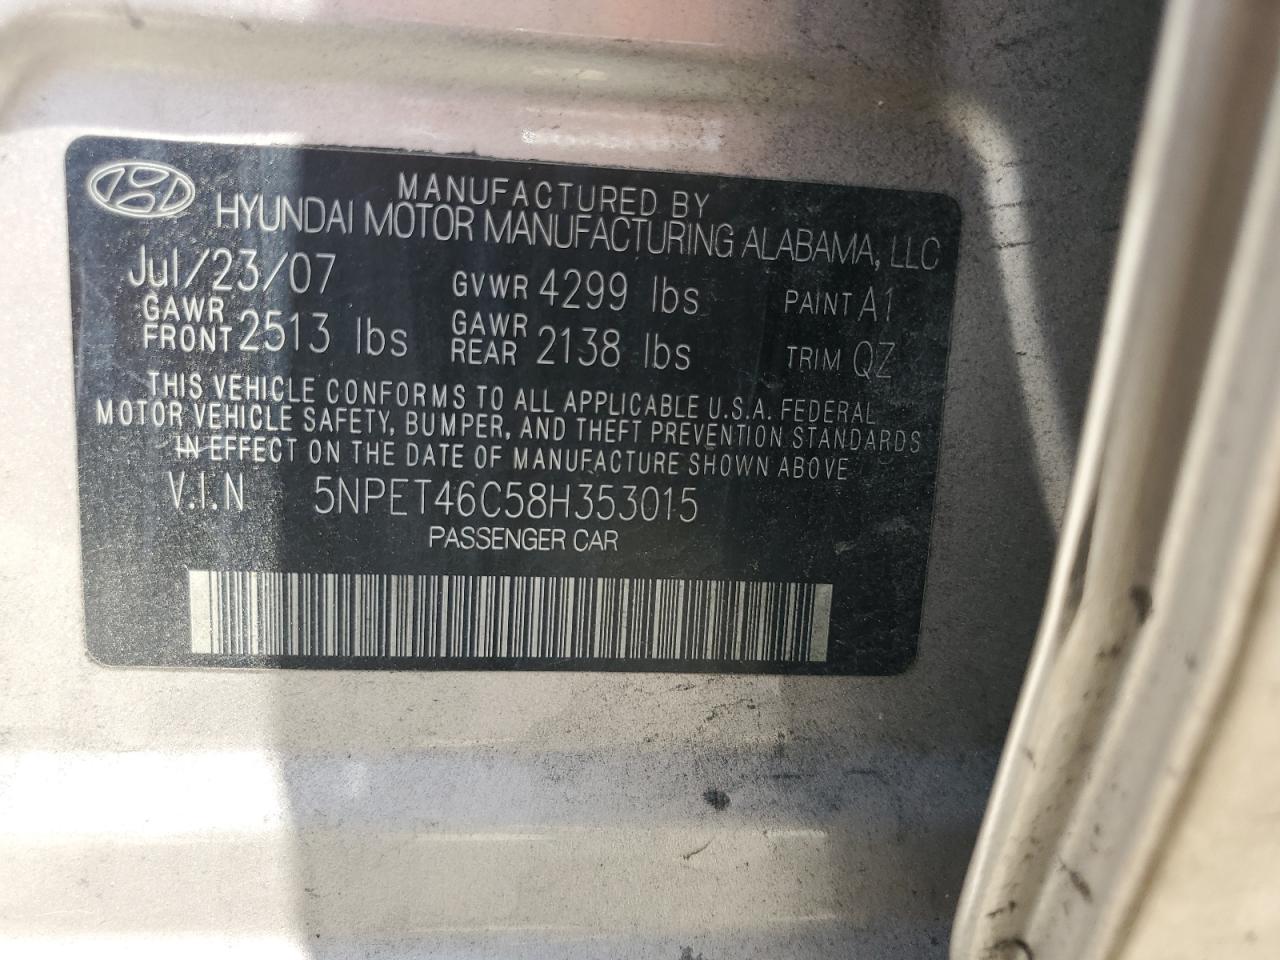 MANUFACTURED BY
HYUNDAI MOTOR MANUFACTURING ALABAMA, LLC
Jul/23/07 GVWR 4299 lbs PAINT A1
GAWR FRONT 2513 lbs GAWR REAR 2138 lbs TRIM QZ
THIS VEHICLE CONFORMS TO ALL APPLICABLE U.S.A. FEDERAL
MOTOR VEHICLE SAFETY, BUMPER, AND THEFT PREVENTION STANDARDS
IN EFFECT ON THE DATE OF MANUFACTURE SHOWN ABOVE
V.I.N 5NPET46C58H353015
PASSENGER CAR